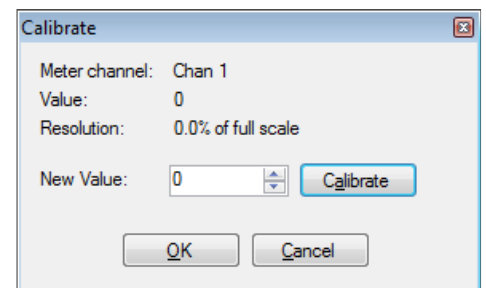 Calibrate
Meter channel: Chan 1
Value: 0
Resolution: 0.0% of full scale
New Value: 0 Calibrate
OK Cancel